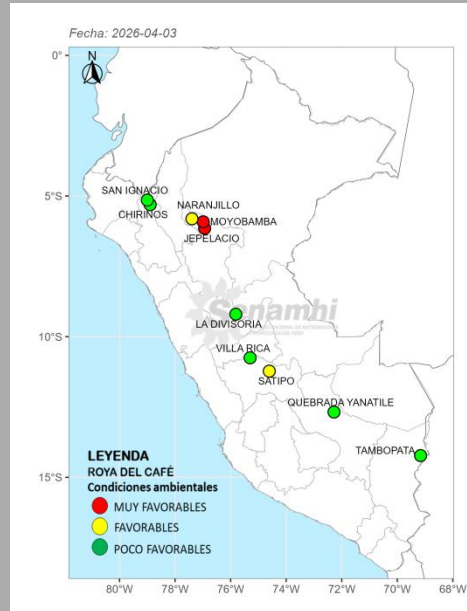 Fecha: 2026-04-03
N
0°
5°S
10°S
15°S
SAN IGNACIO
CHIRINOS
NARANJILLO
MOYOBAMBA
JEPELACIO
Senamhi
LA DIVISORIA
VILLA RICA
SATIPO
QUEBRADA YANATILE
TAMBOPATA
LEYENDA
ROYA DEL CAFÉ
Condiciones ambientales
MUY FAVORABLES
FAVORABLES
POCO FAVORABLES
80°W 78°W 76°W 74°W 72°W 70°W 68°W